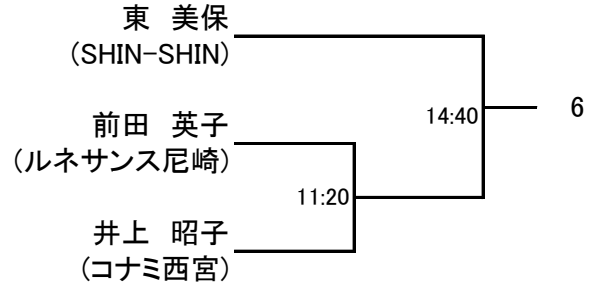 東　美保
(SHIN-SHIN)
14:40
6
前田　英子
(ルネサンス尼崎)
11:20
井上　昭子
(コナミ西宮)